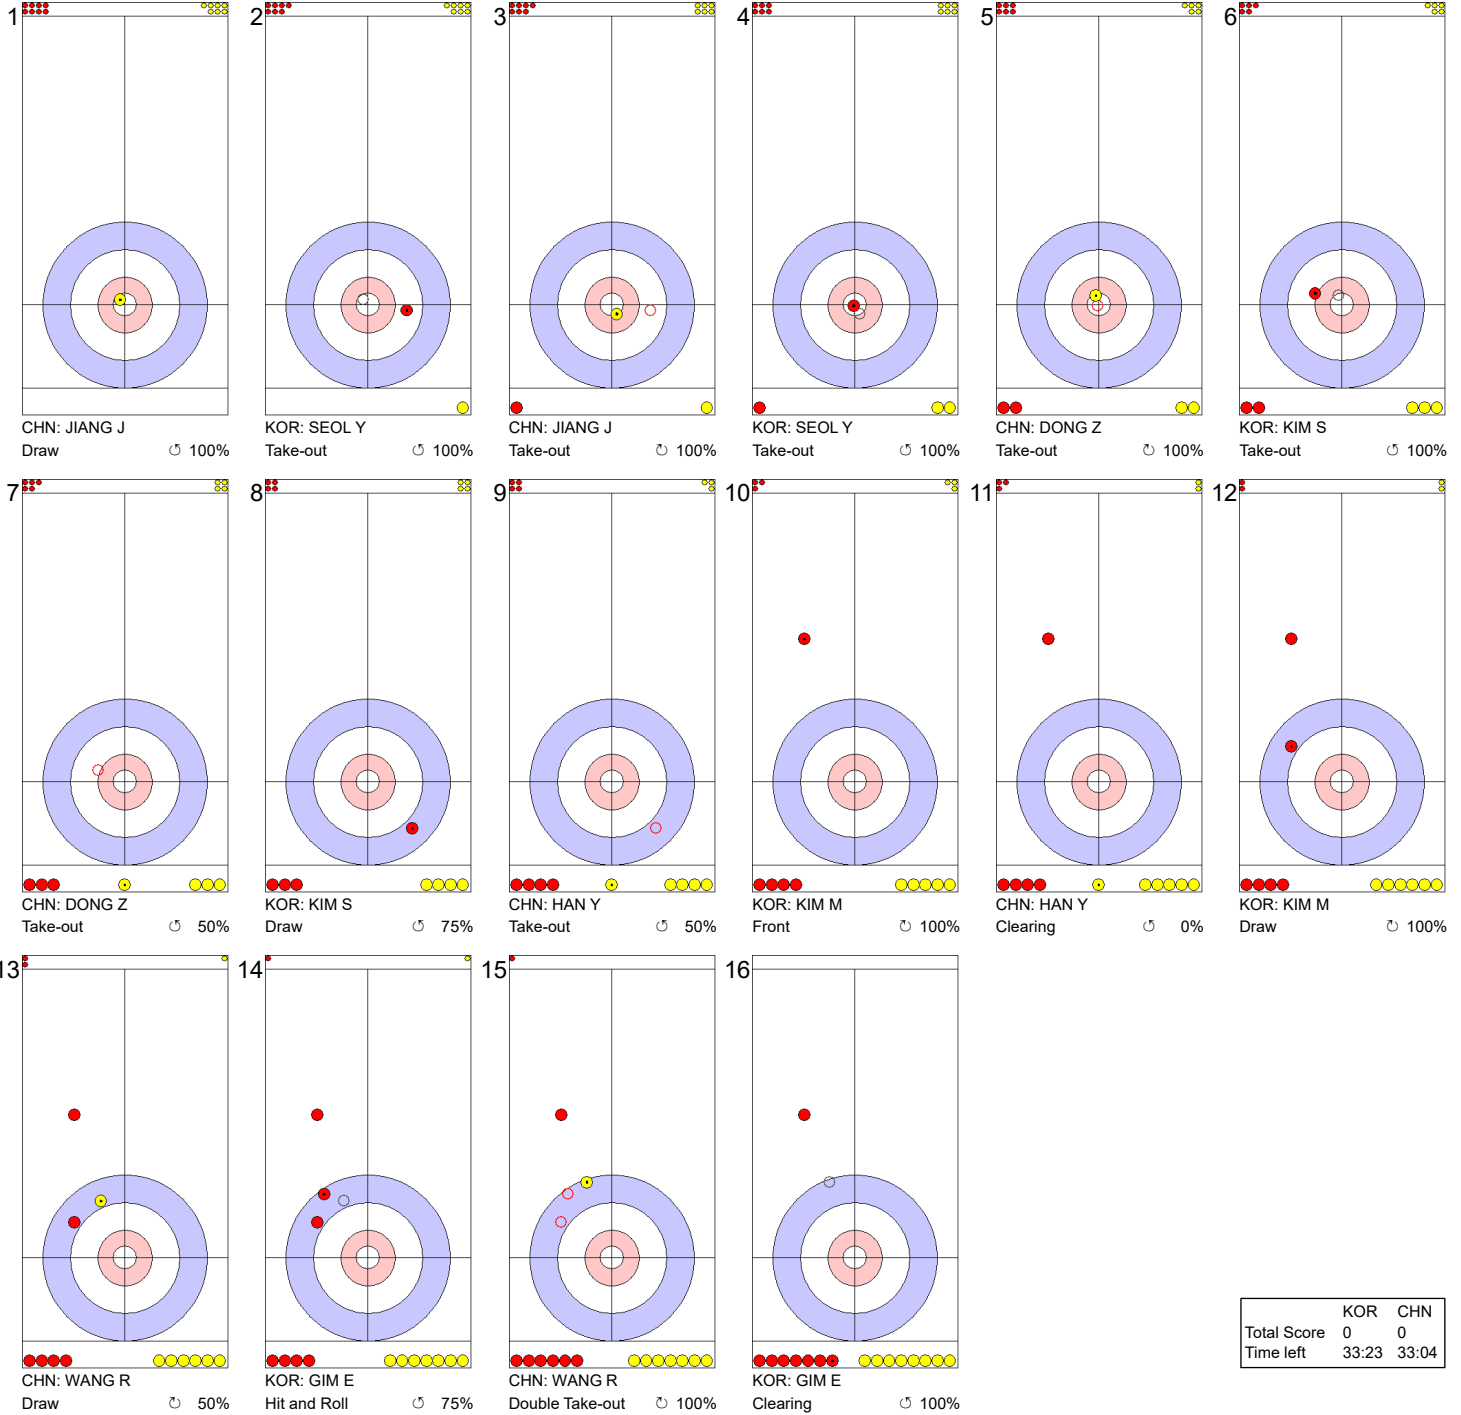 1 2 3 4 5 6
CHN: JIANG J KOR: SEOL Y CHN: JIANG J KOR: SEOL Y CHN: DONG Z KOR: KIM S
Draw ↺ 100% Take-out ↺ 100% Take-out ↺ 100% Take-out ↺ 100% Take-out ↺ 100% Take-out ↺ 100%
7 8 9 10 11 12
CHN: DONG Z KOR: KIM S CHN: HAN Y KOR: KIM M CHN: HAN Y KOR: KIM M
Take-out ↺ 50% Draw ↺ 75% Take-out ↺ 50% Front ↻ 100% Clearing ↺ 0% Draw ↻ 100%
13 14 15 16
CHN: WANG R KOR: GIM E CHN: WANG R KOR: GIM E
Draw ↻ 50% Hit and Roll ↺ 75% Double Take-out ↻ 100% Clearing ↺ 100%
KOR CHN
Total Score 0 0
Time left 33:23 33:04